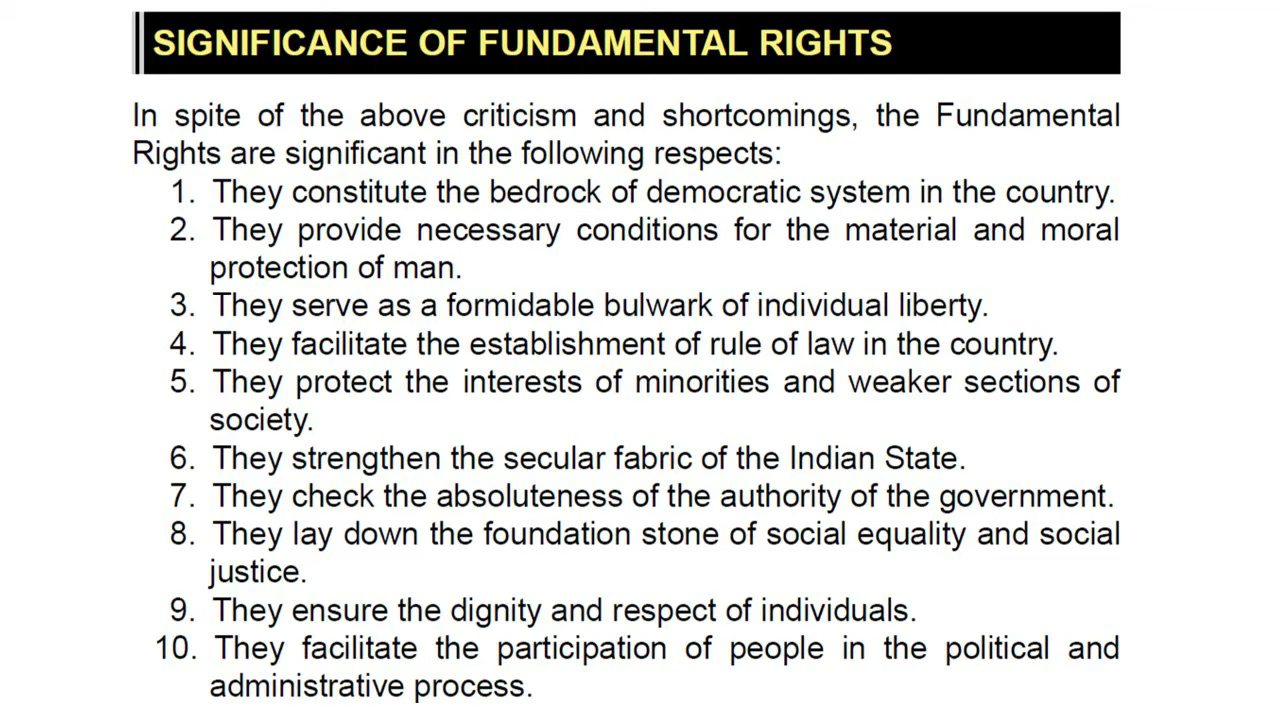 SIGNIFICANCE OF FUNDAMENTAL RIGHTS
In spite of the above criticism and shortcomings, the Fundamental
Rights are significant in the following respects:
1. They constitute the bedrock of democratic system in the country.
2. They provide necessary conditions for the material and moral
protection of man.
3. They serve as a formidable bulwark of individual liberty.
4. They facilitate the establishment of rule of law in the country.
5. They protect the interests of minorities and weaker sections of
society.
6. They strengthen the secular fabric of the Indian State.
7. They check the absoluteness of the authority of the government.
8. They lay down the foundation stone of social equality and social
justice.
9. They ensure the dignity and respect of individuals.
10. They facilitate the participation of people in the political and
administrative process.